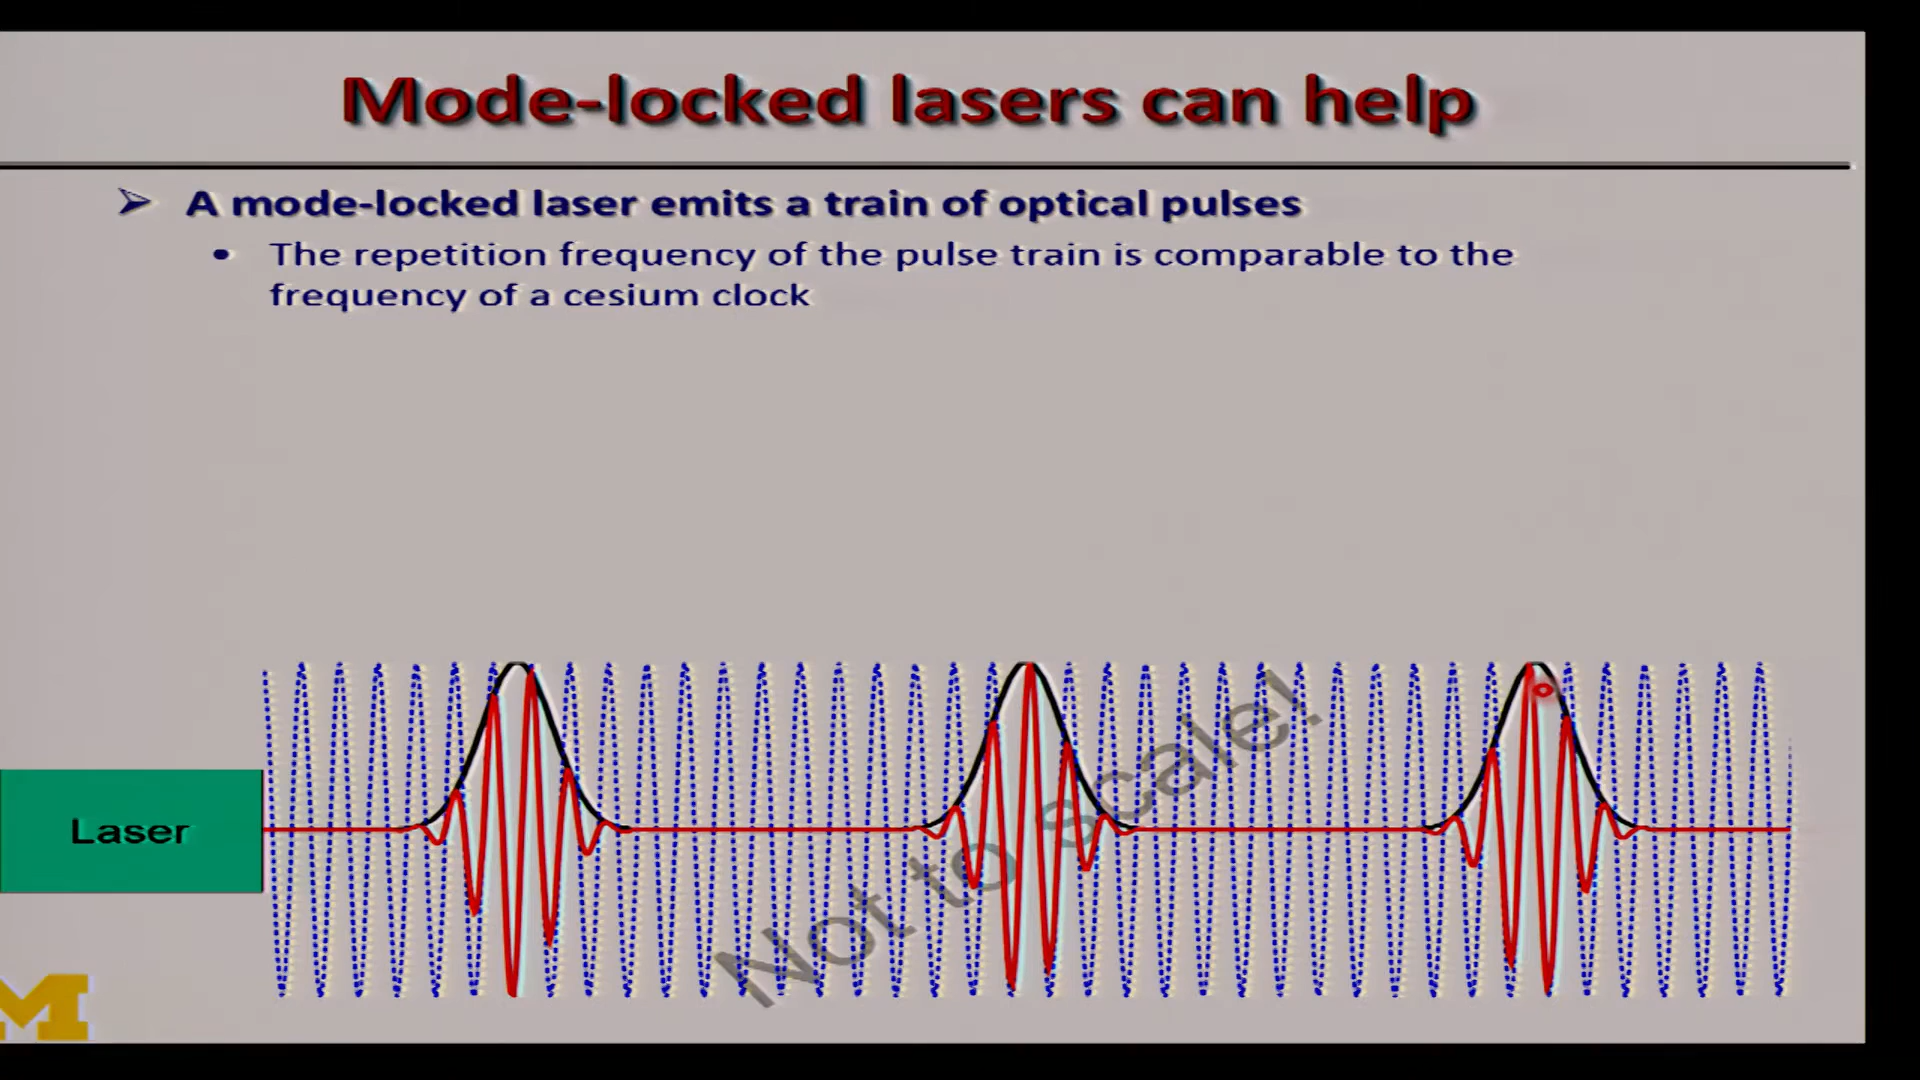 Mode-locked lasers can help
A mode-locked laser emits a train of optical pulses
The repetition frequency of the pulse train is comparable to the
frequency of a cesium clock
Not to scale!
Laser
M